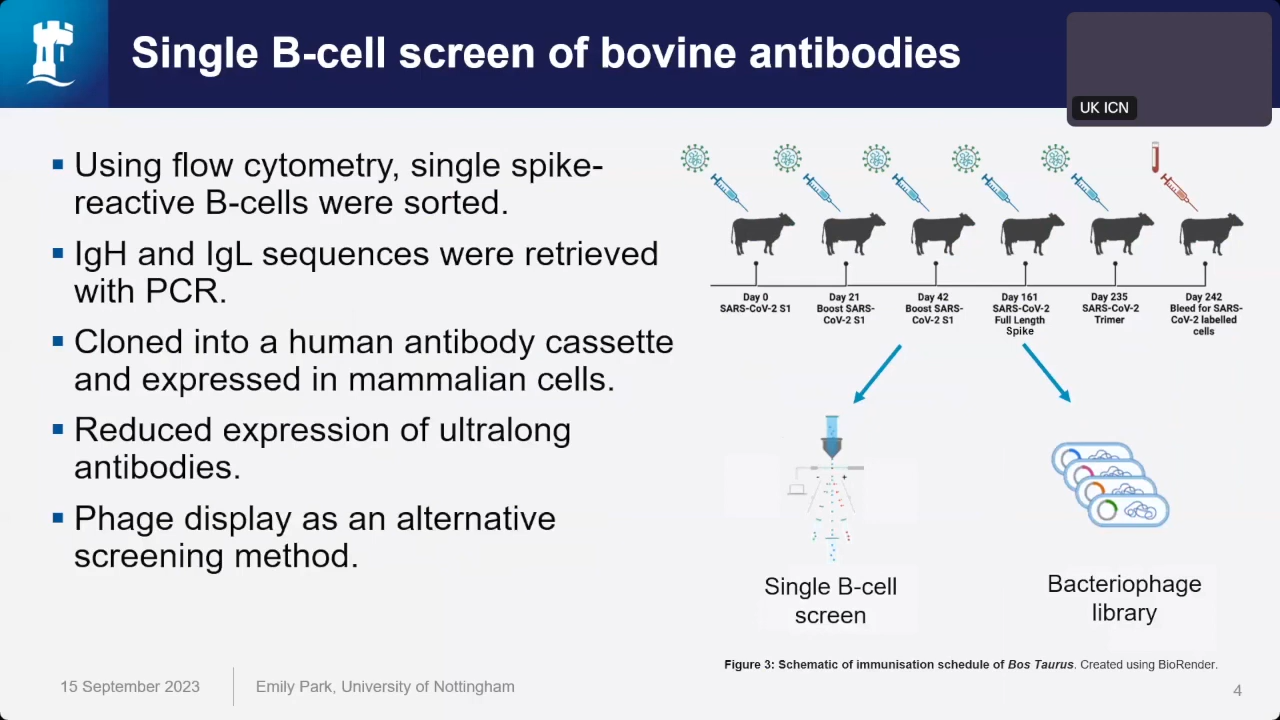 Single B-cell screen of bovine antibodies
UK ICN
▪ Using flow cytometry, single spike-
reactive B-cells were sorted.
▪ IgH and IgL sequences were retrieved
with PCR.
▪ Cloned into a human antibody cassette
and expressed in mammalian cells.
▪ Reduced expression of ultralong
antibodies.
▪ Phage display as an alternative
screening method.
Day 0
SARS-CoV-2 S1
Day 21
Boost SARS-
CoV-2 S1
Day 42
Boost SARS-
CoV-2 S1
Day 161
SARS-CoV-2
Full Length
Spike
Day 235
SARS-CoV-2
Trimer
Day 242
Bleed for SARS-
CoV-2 labelled
cells
Single B-cell
screen
Bacteriophage
library
Figure 3: Schematic of immunisation schedule of Bos Taurus. Created using BioRender.
15 September 2023
Emily Park, University of Nottingham
4